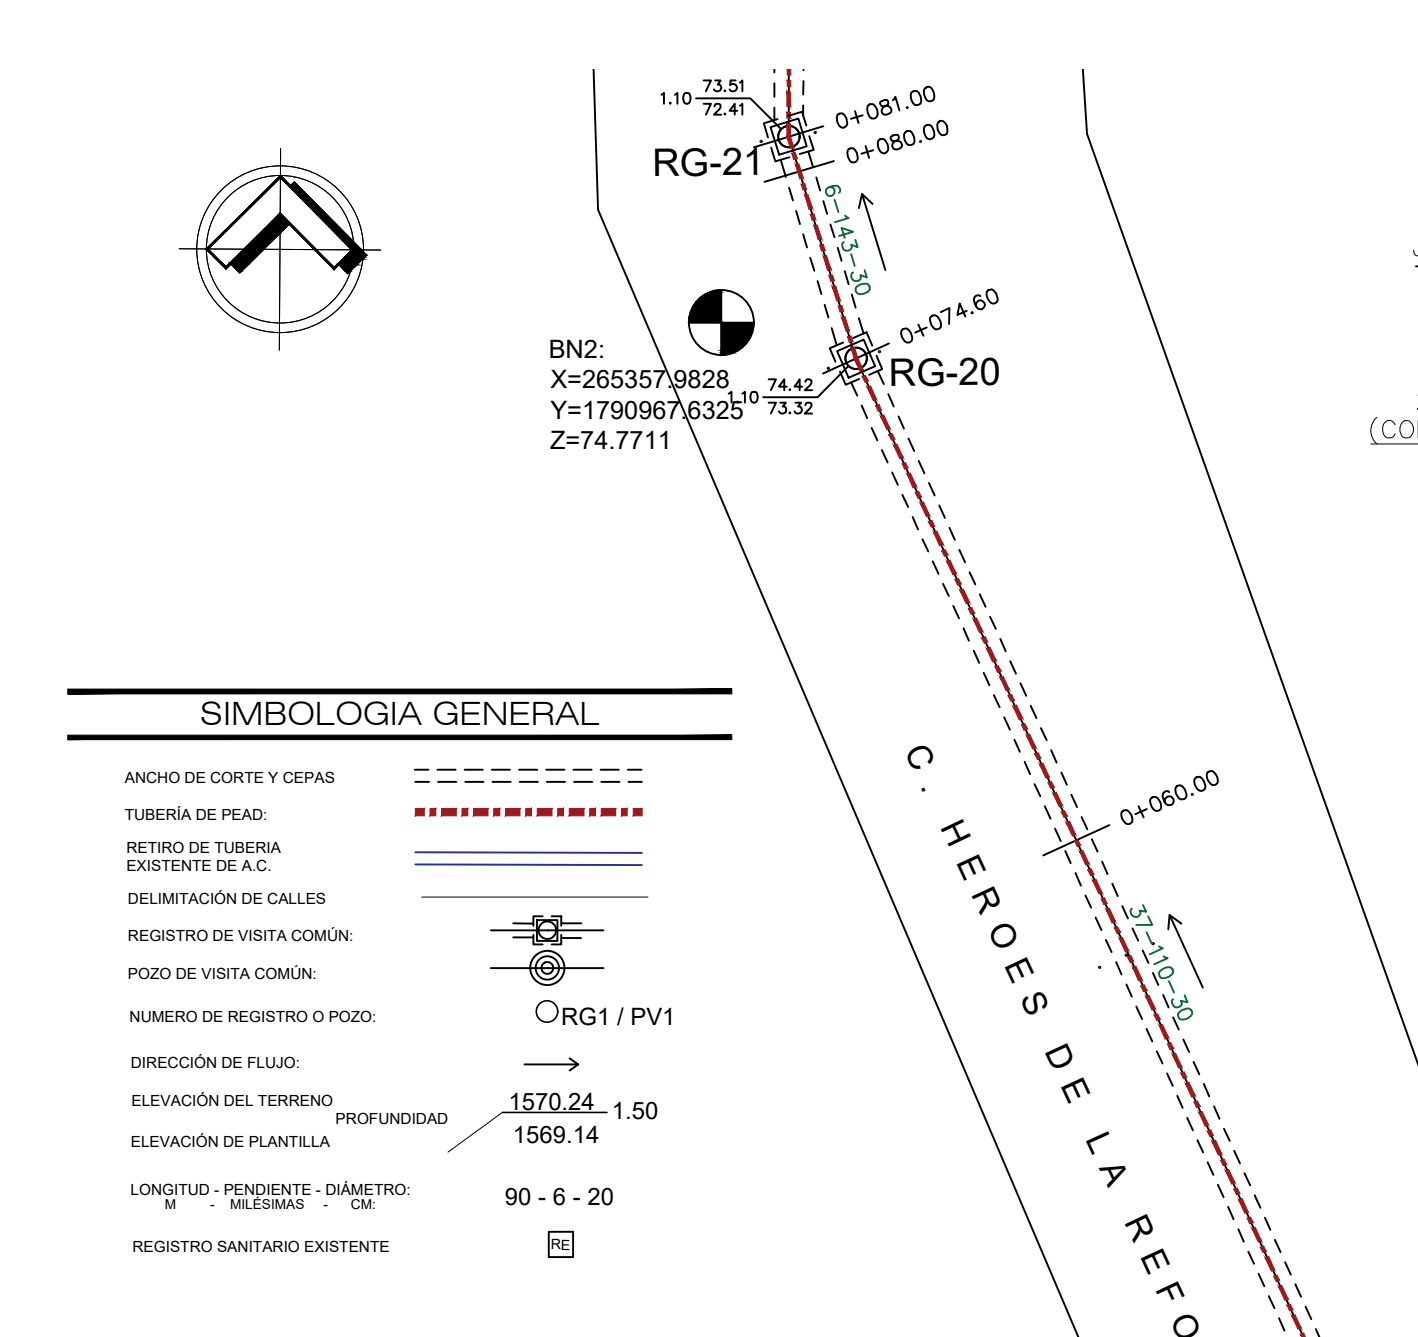 73.51
1.10
72.41
0+081.00
0+080.00
RG-21
6-143-30
0+074.60
RG-20
BN2:
X=265357.9828
Y=1790967.6325
Z=74.7711
74.42
1.10
73.32
(CO
SIMBOLOGIA GENERAL
ANCHO DE CORTE Y CEPAS
TUBERÍA DE PEAD:
RETIRO DE TUBERIA
EXISTENTE DE A.C.
DELIMITACIÓN DE CALLES
REGISTRO DE VISITA COMÚN:
POZO DE VISITA COMÚN:
NUMERO DE REGISTRO O POZO: RG1 / PV1
DIRECCIÓN DE FLUJO:
ELEVACIÓN DEL TERRENO 1570.24
PROFUNDIDAD 1.50
ELEVACIÓN DE PLANTILLA 1569.14
LONGITUD - PENDIENTE - DIÁMETRO: 90 - 6 - 20
M - MILÉSIMAS - CM:
REGISTRO SANITARIO EXISTENTE RE
0+060.00
37-110-30
C. HEROES DE LA REFO